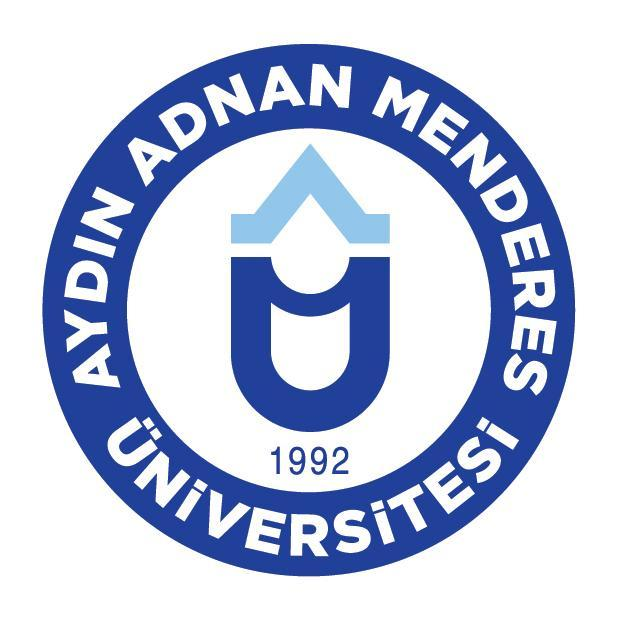 AYDIN ADNAN MENDERES
ÜNİVERSİTESİ
1992